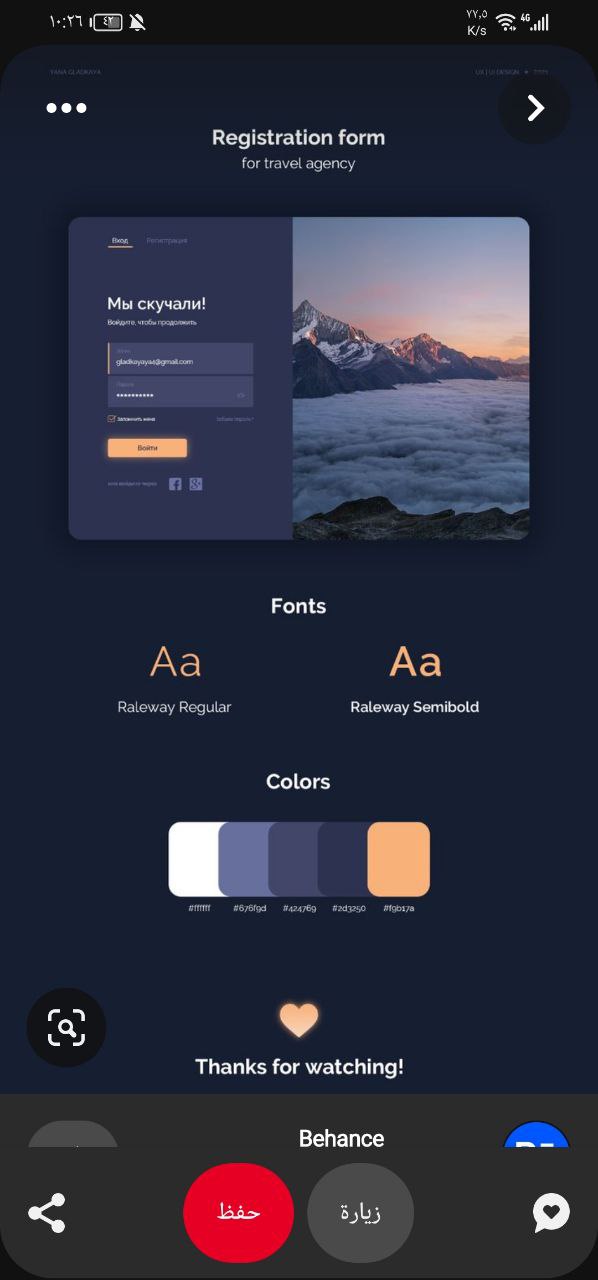 ١٠:٢٦
٤٢
٧٧,٥
K/s
4G
YANA GLADKAYA
UX | UI DESIGN
Registration form
for travel agency
Вход
Регистрация
Мы скучали!
Войдите, чтобы продолжить
gladkayaya4@gmail.com
Пароль
Запомнить меня
Забыли пароль?
Войти
или войдите через
Fonts
Aa
Aa
Raleway Regular
Raleway Semibold
Colors
#ffffff
#676f9d
#424769
#2d3250
#f9b17a
Thanks for watching!
Behance
حفظ
زيارة